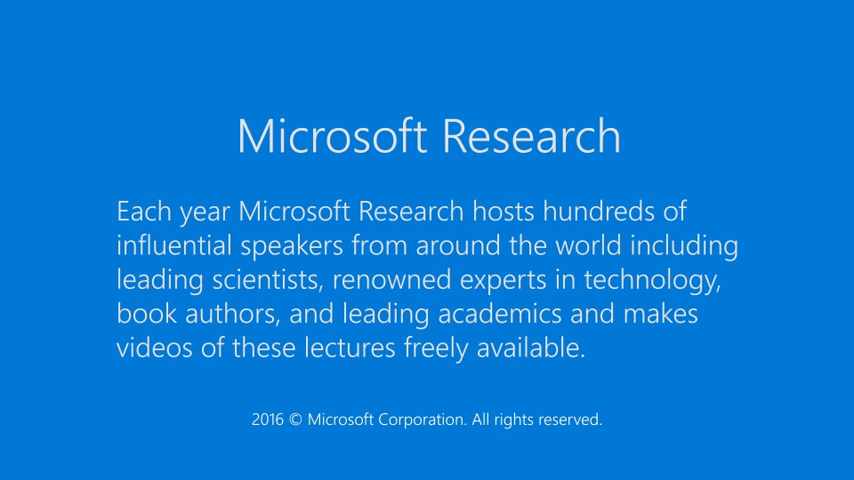 Microsoft Research
Each year Microsoft Research hosts hundreds of
influential speakers from around the world including
leading scientists, renowned experts in technology,
book authors, and leading academics and makes
videos of these lectures freely available.
2016 © Microsoft Corporation. All rights reserved.